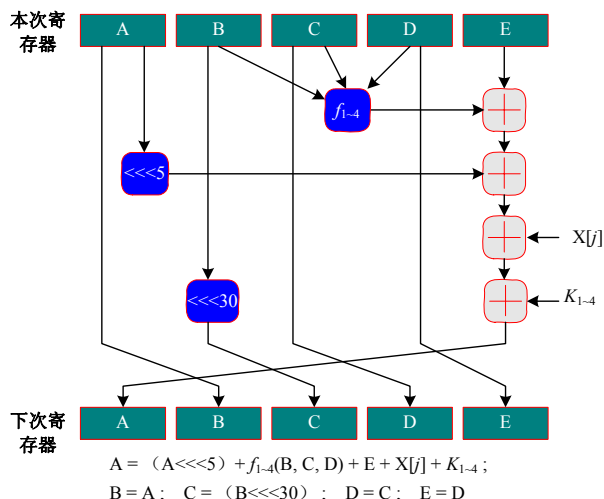 本次寄存器
A B C D E
f1~4
<<<5
X[j]
<<<30
K1~4
下次寄存器
A B C D E
A = （A<<<5）+ f1~4(B, C, D) + E + X[j] + K1~4 ;
B = A ; C = （B<<<30） ; D = C ; E = D